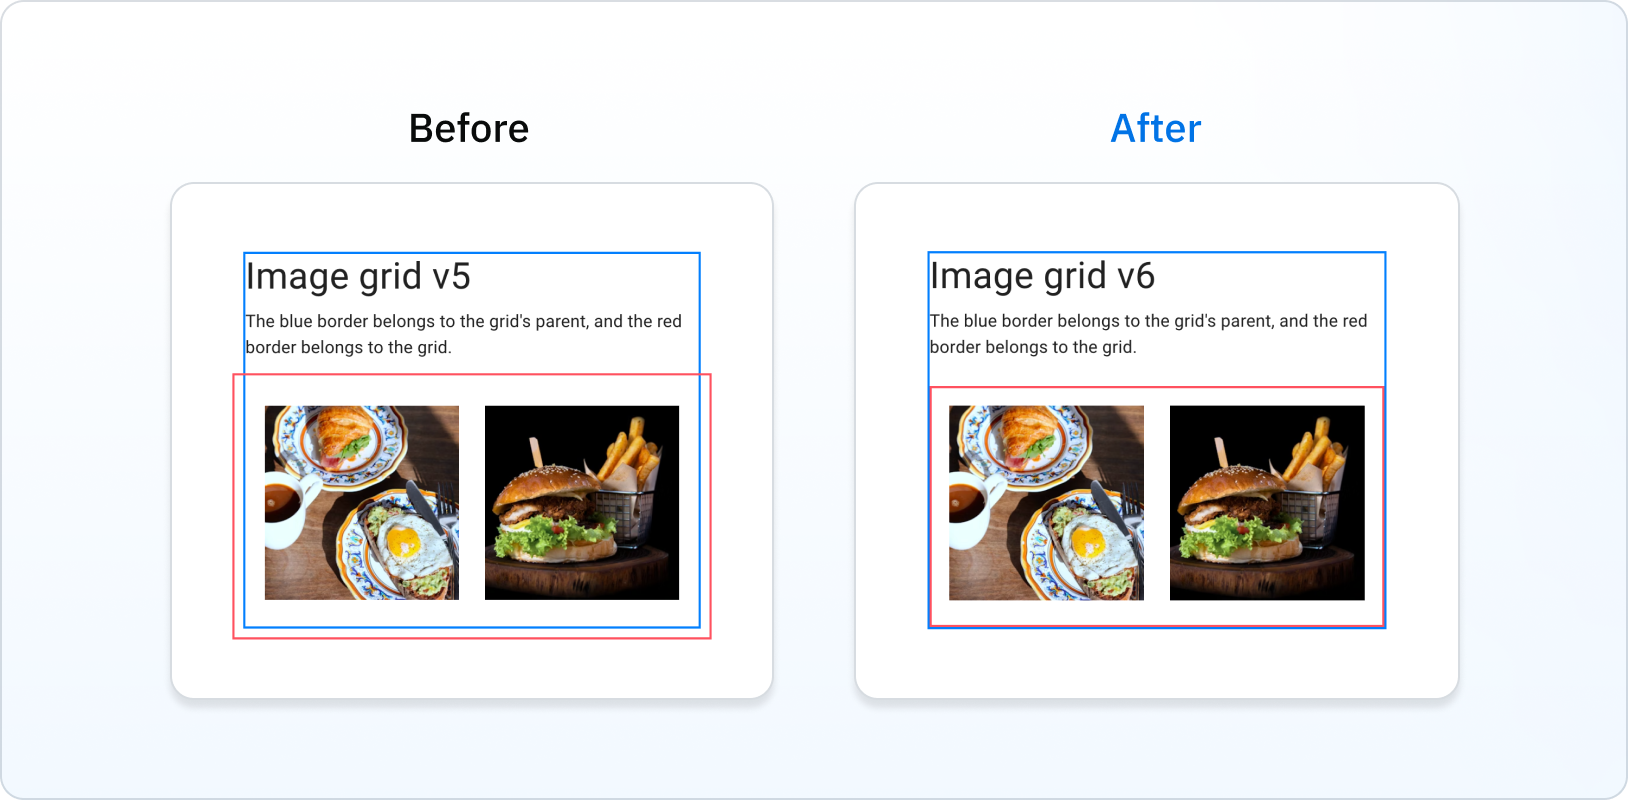 Before
After
Image grid v5
The blue border belongs to the grid's parent, and the red
border belongs to the grid.
Image grid v6
The blue border belongs to the grid's parent, and the red
border belongs to the grid.